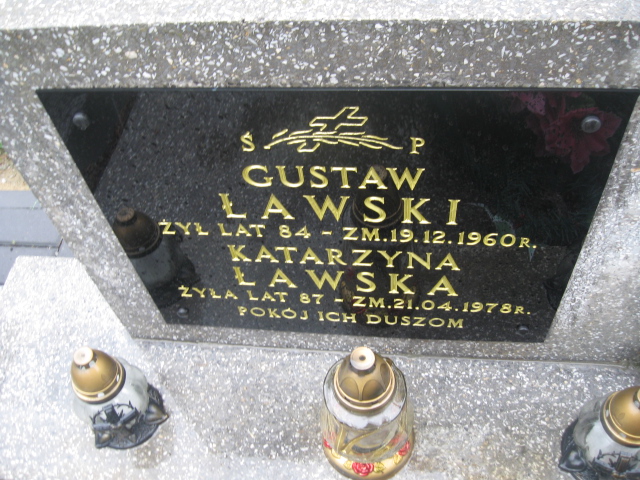 Ś P
GUSTAW
ŁAWSKI
ŻYŁ LAT 84 - ZM.19.12.1960R.
KATARZYNA
ŁAWSKA
ŻYŁA LAT 87 - ZM.21.04.1978R.
POKÓJ ICH DUSZOM